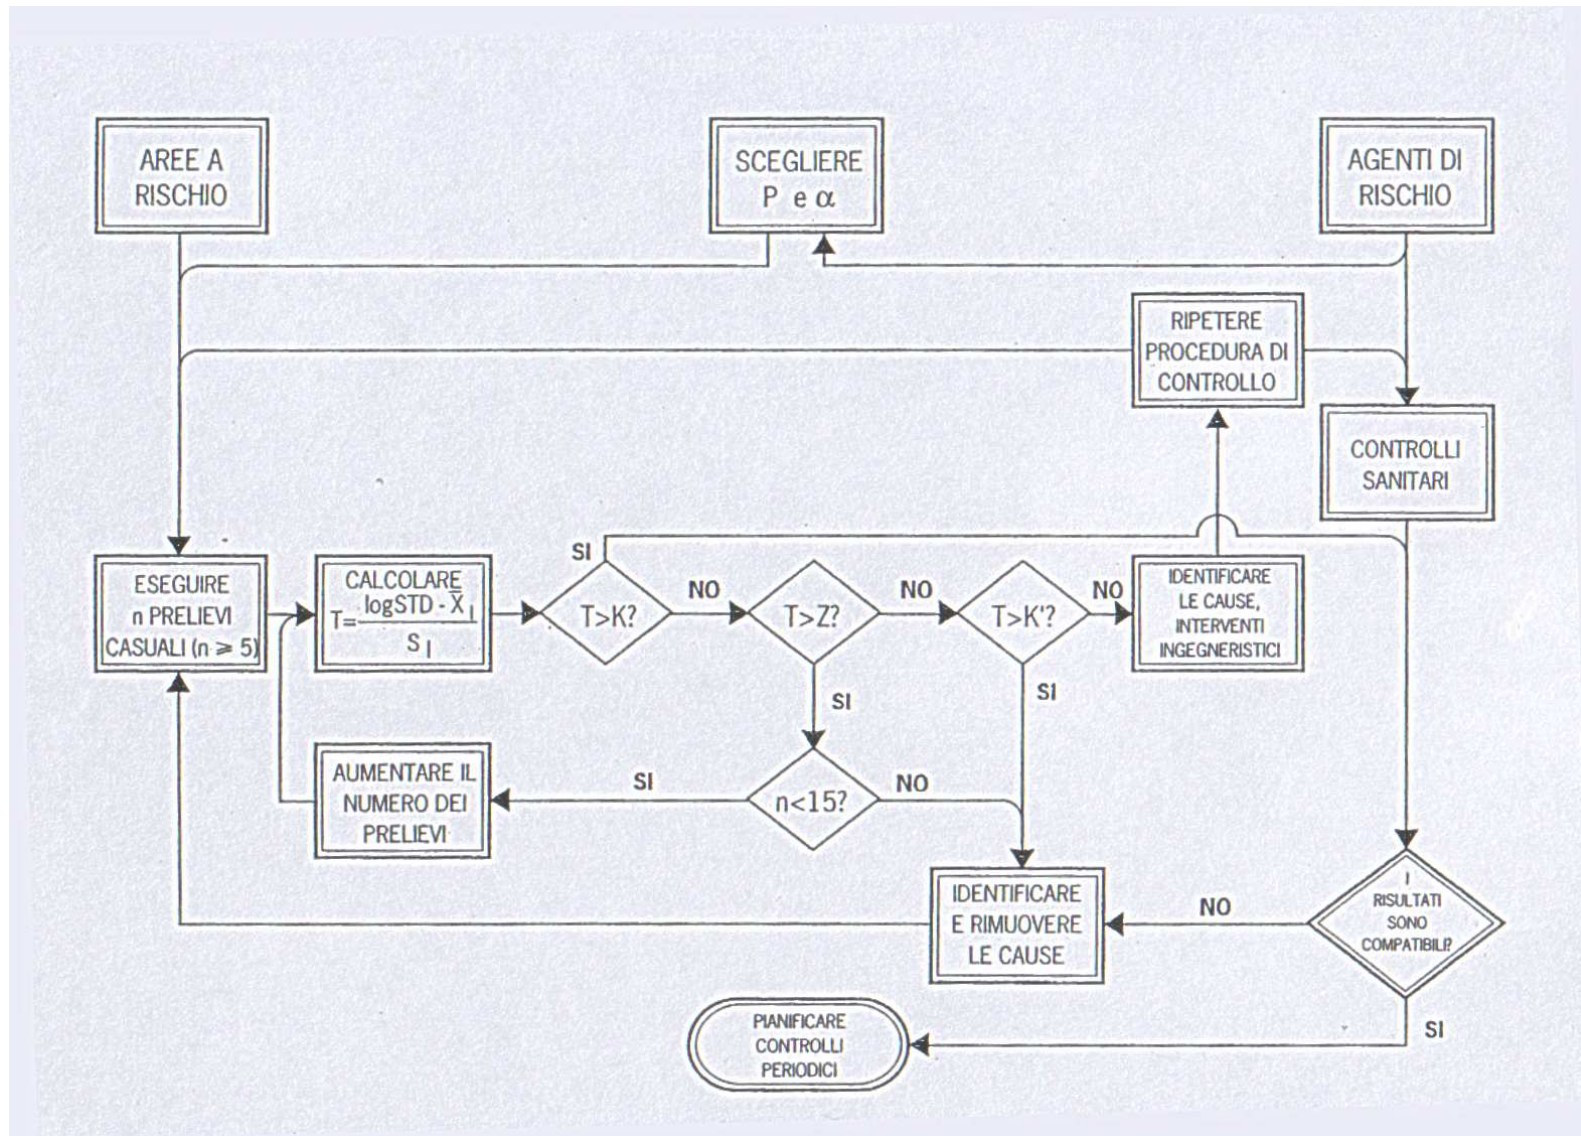 AREE A
RISCHIO
SCEGLIERE
P e α
AGENTI DI
RISCHIO
RIPETERE
PROCEDURA DI
CONTROLLO
CONTROLLI
SANITARI
ESEGUIRE
n PRELIEVI
CASUALI (n ⩾ 5)
CALCOLARE
T= logSTD - X̄ l
S l
SI
T>K?
NO
T>Z?
NO
T>K'?
NO
IDENTIFICARE
LE CAUSE,
INTERVENTI
INGEGNERISTICI
SI
SI
AUMENTARE IL
NUMERO DEI
PRELIEVI
SI
n<15?
NO
IDENTIFICARE
E RIMUOVERE
LE CAUSE
NO
I
RISULTATI
SONO
COMPATIBILI?
SI
PIANIFICARE
CONTROLLI
PERIODICI